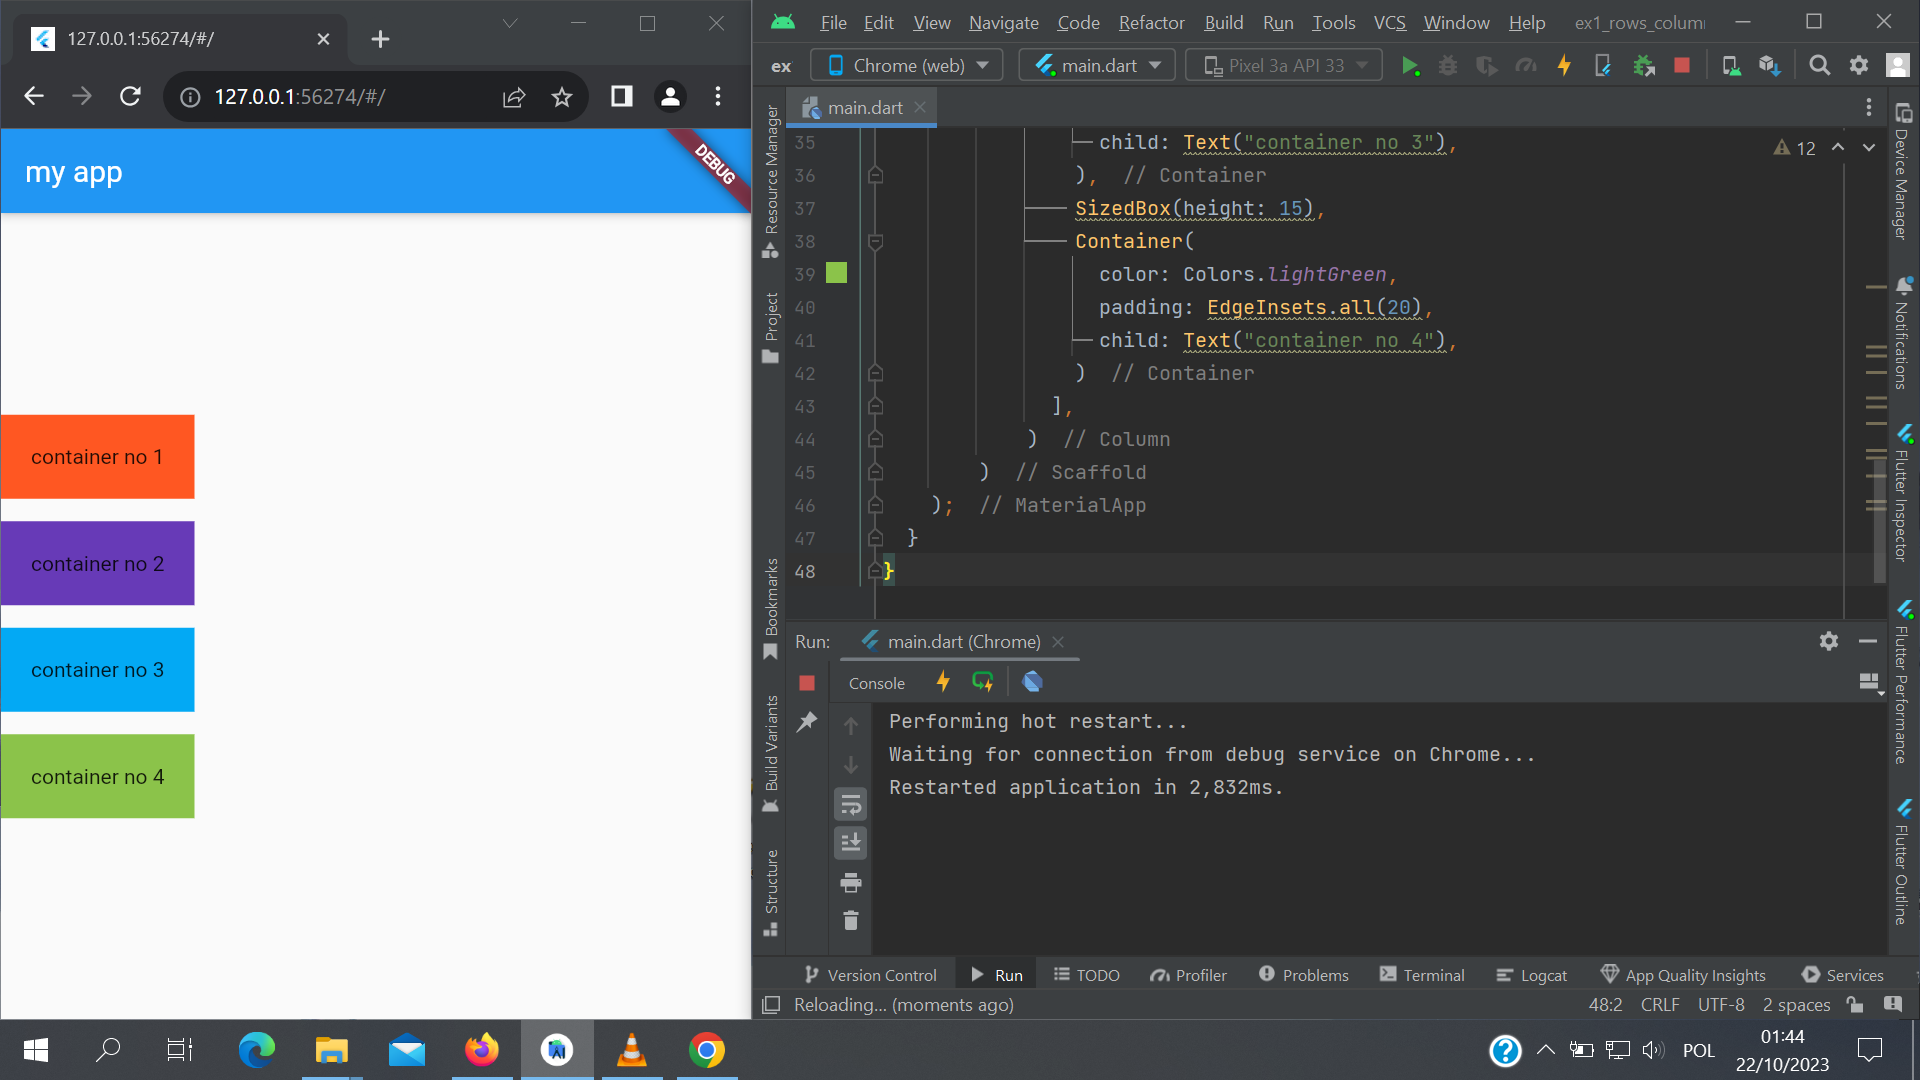 127.0.0.1:56274/#/
127.0.0.1:56274/#/
my app
DEBUG
container no 1
container no 2
container no 3
container no 4
File Edit View Navigate Code Refactor Build Run Tools VCS Window Help ex1_rows_colum
ex Chrome (web) main.dart Pixel 3a API 33
main.dart
35 child: Text("container no 3"),
12
36 ), // Container
37 SizedBox(height: 15),
38 Container(
39 color: Colors.lightGreen,
40 padding: EdgeInsets.all(20),
41 child: Text("container no 4"),
42 ) // Container
43 ],
44 ) // Column
45 ) // Scaffold
46 ); // MaterialApp
47 }
48 }
Resource Manager
Project
Bookmarks
Build Variants
Structure
Device Manager
Notifications
Flutter Inspector
Flutter Performance
Flutter Outline
Run: main.dart (Chrome)
Console
Performing hot restart...
Waiting for connection from debug service on Chrome...
Restarted application in 2,832ms.
Version Control Run TODO Profiler Problems Terminal Logcat App Quality Insights Services
Reloading... (moments ago) 48:2 CRLF UTF-8 2 spaces
POL
01:44
22/10/2023